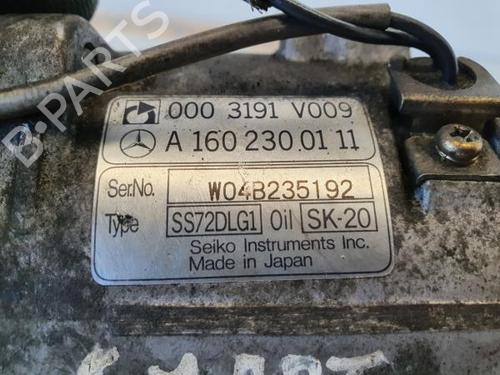 000 3191 V009
A 160 230 01 11
Ser.No. W04B235192
Type SS72DLG1 Oil SK-20
Seiko Instruments Inc.
Made in Japan
B-PARTS